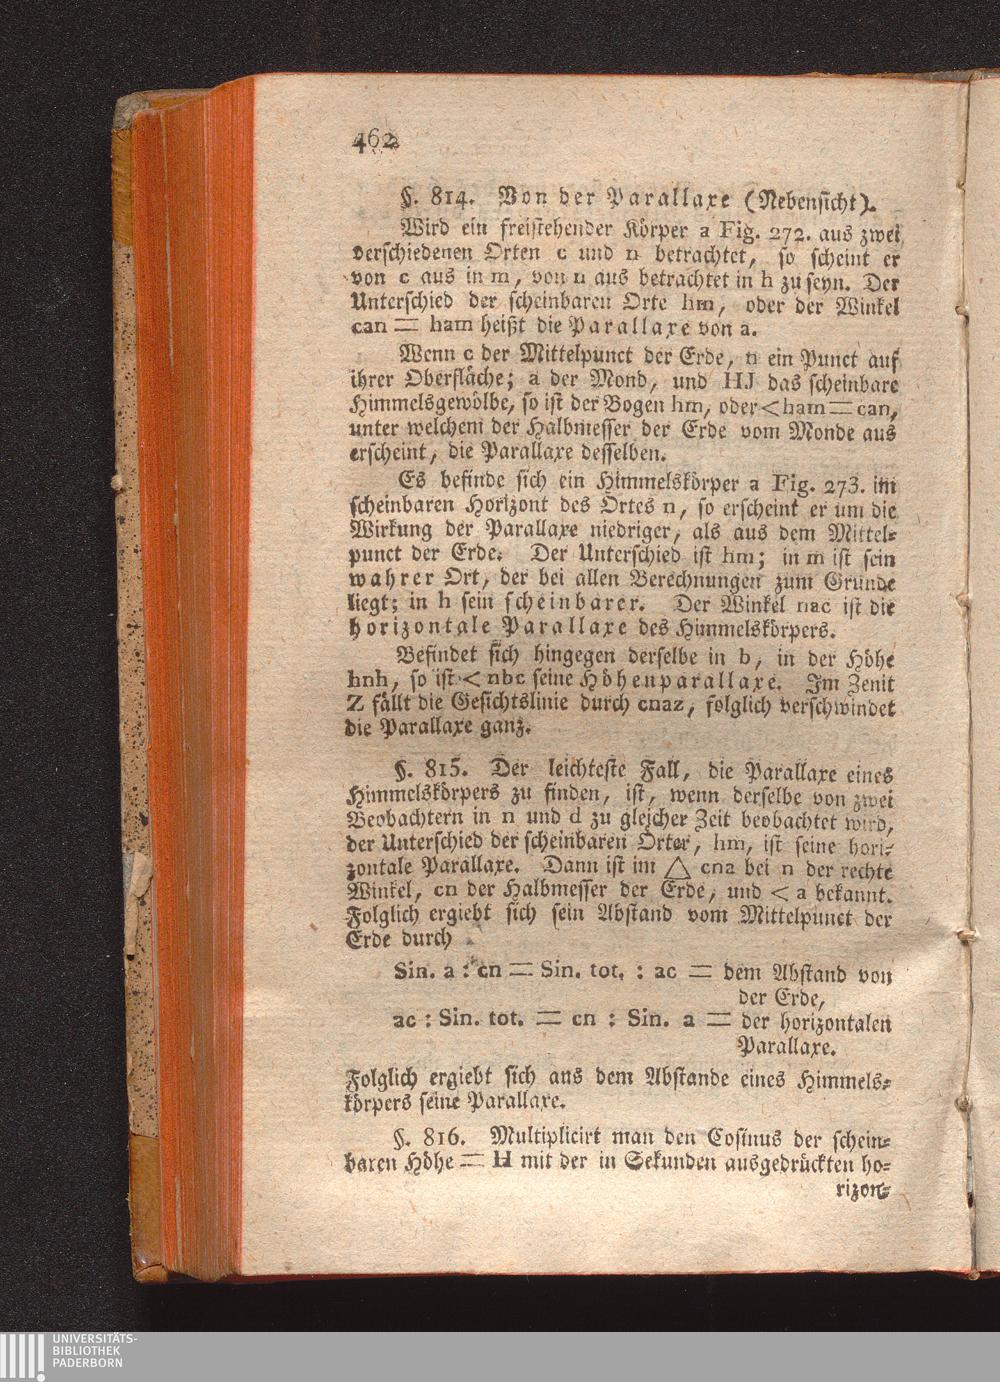 462
§. 814. Von der Parallaxe (Nebensicht).
Wird ein freistehender Körper a Fig. 272. aus zwei
verschiedenen Orten c und n betrachtet, so scheint er
von c aus in m, von n aus betrachtet in h zu seyn. Der
Unterschied der scheinbaren Orte hm, oder der Winkel
can = ham heißt die Parallaxe von a.
Wenn c der Mittelpunct der Erde, n ein Punct auf
ihrer Oberfläche; a der Mond, und HJ das scheinbare
Himmelsgewölbe, so ist der Bogen hm, oder < ham = can,
unter welchem der Halbmesser der Erde vom Monde aus
erscheint, die Parallaxe desselben.
Es befinde sich ein Himmelskörper a Fig. 273. im
scheinbaren Horizont des Ortes n, so erscheint er um die
Wirkung der Parallaxe niedriger, als aus dem Mittel-
punct der Erde. Der Unterschied ist hm; in m ist sein
wahrer Ort, der bei allen Berechnungen zum Grunde
liegt; in h sein scheinbarer. Der Winkel nac ist die
horizontale Parallaxe des Himmelskörpers.
Befindet sich hingegen derselbe in b, in der Höhe
hnh, so ist < nbc seine Höhenparallaxe. Im Zenit
Z fällt die Gesichtslinie durch cnaz, folglich verschwindet
die Parallaxe ganz.
§. 815. Der leichteste Fall, die Parallaxe eines
Himmelskörpers zu finden, ist, wenn derselbe von zwei
Beobachtern in n und d zu gleicher Zeit beobachtet wird,
der Unterschied der scheinbaren Orter, hm, ist seine hori-
zontale Parallaxe. Dann ist im △ cna bei n der rechte
Winkel, cn der Halbmesser der Erde, und < a bekannt.
Folglich ergiebt sich sein Abstand vom Mittelpunct der
Erde durch
Sin. a : cn = Sin. tot. : ac = dem Abstand von
der Erde,
ac : Sin. tot. = cn : Sin. a = der horizontalen
Parallaxe.
Folglich ergiebt sich aus dem Abstande eines Himmels-
körpers seine Parallaxe.
§. 816. Multiplicirt man den Cosinus der schein-
baren Höhe = H mit der in Sekunden ausgedrückten ho-
rizon-
UNIVERSITÄTS-
BIBLIOTHEK
PADERBORN